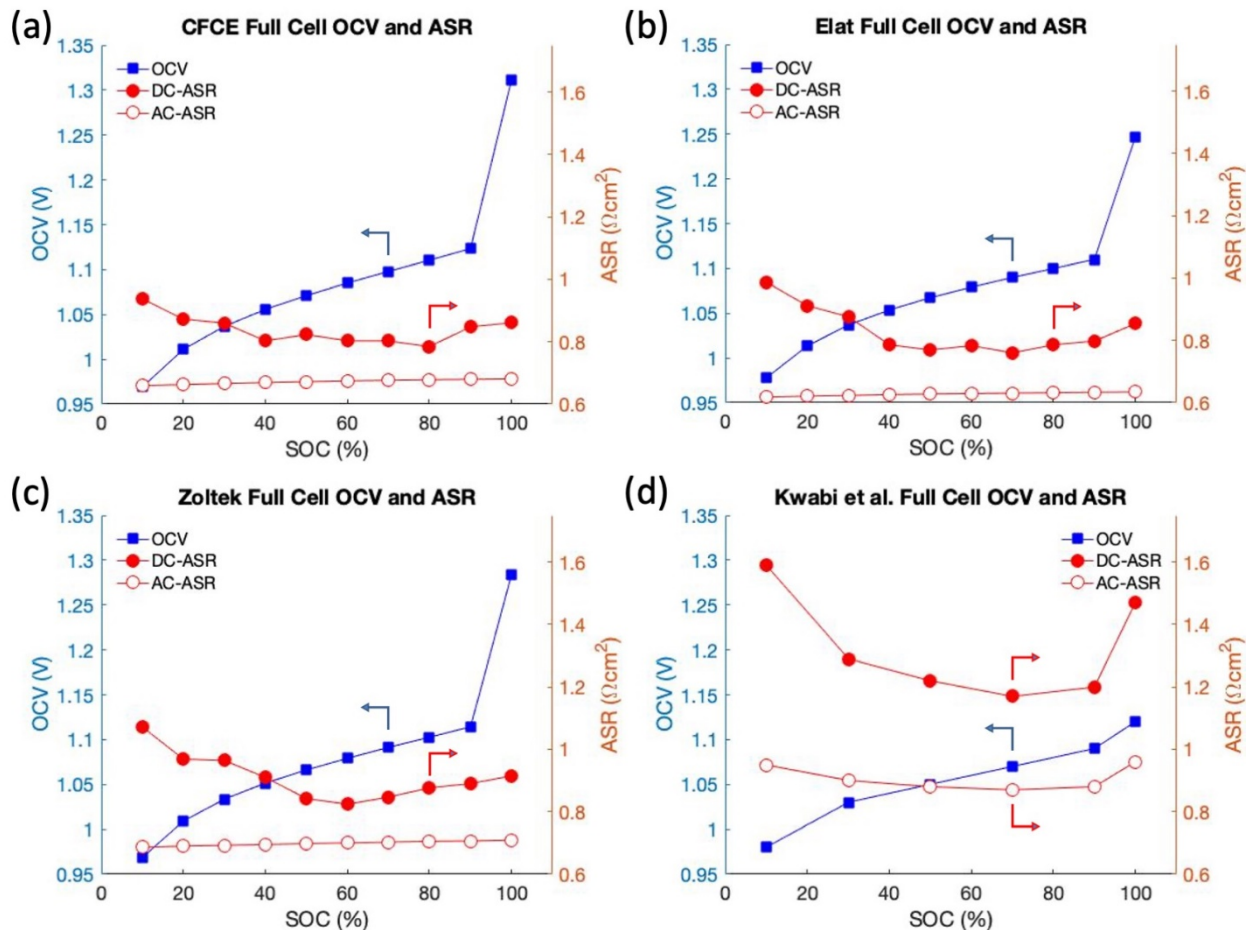 (a)
CFCE Full Cell OCV and ASR
OCV
DC-ASR
AC-ASR
1.35
1.3
1.25
1.2
1.15
1.1
1.05
1
0.95
OCV (V)
1.6
1.4
1.2
1
0.8
0.6
ASR (Ωcm²)
20 40 60 80 100
SOC (%)
(b)
Elat Full Cell OCV and ASR
OCV
DC-ASR
AC-ASR
1.35
1.3
1.25
1.2
1.15
1.1
1.05
1
0.95
OCV (V)
1.6
1.4
1.2
1
0.8
0.6
ASR (Ωcm²)
20 40 60 80 100
SOC (%)
(c)
Zoltek Full Cell OCV and ASR
OCV
DC-ASR
AC-ASR
1.35
1.3
1.25
1.2
1.15
1.1
1.05
1
0.95
OCV (V)
1.6
1.4
1.2
1
0.8
0.6
ASR (Ωcm²)
20 40 60 80 100
SOC (%)
(d)
Kwabi et al. Full Cell OCV and ASR
OCV
DC-ASR
AC-ASR
1.35
1.3
1.25
1.2
1.15
1.1
1.05
1
0.95
OCV (V)
1.6
1.4
1.2
1
0.8
0.6
ASR (Ωcm²)
20 40 60 80 100
SOC (%)